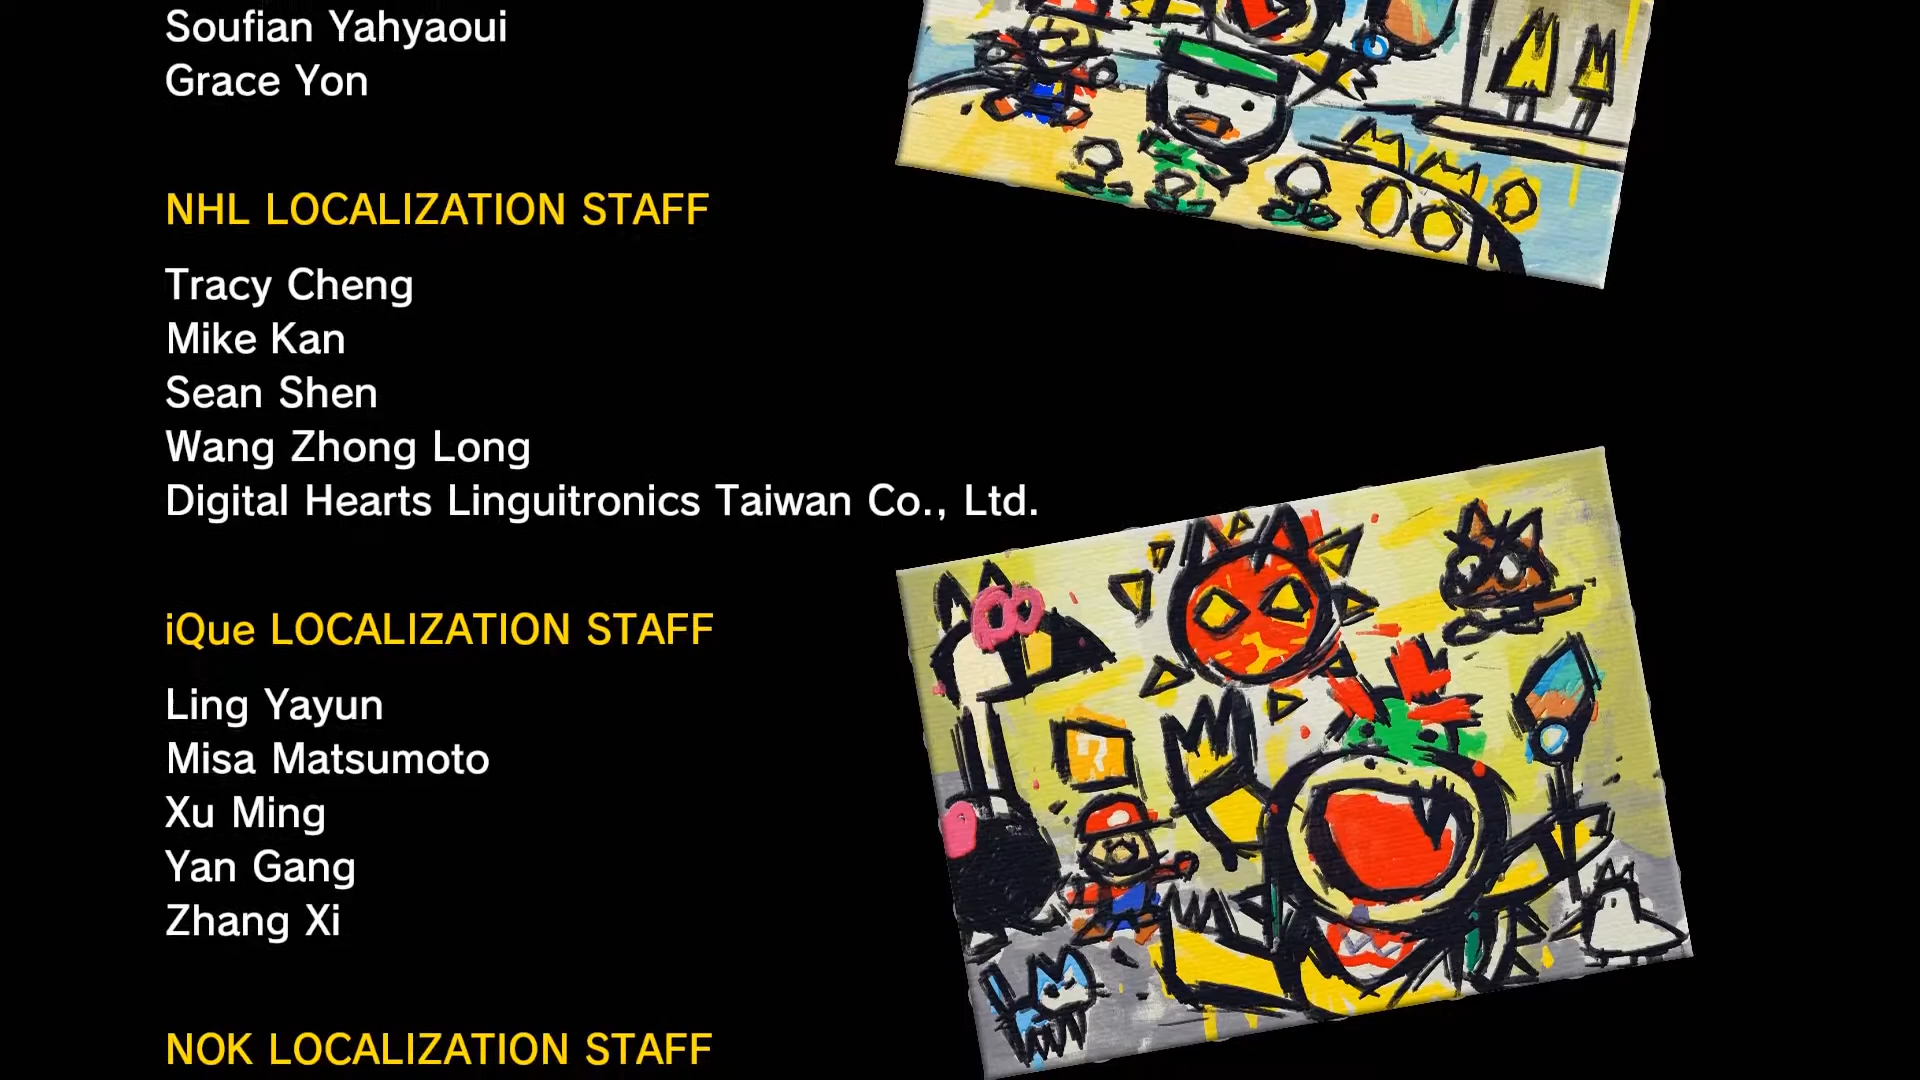 Soufian Yahyaoui
Grace Yon
NHL LOCALIZATION STAFF
Tracy Cheng
Mike Kan
Sean Shen
Wang Zhong Long
Digital Hearts Linguitronics Taiwan Co., Ltd.
iQue LOCALIZATION STAFF
Ling Yayun
Misa Matsumoto
Xu Ming
Yan Gang
Zhang Xi
NOK LOCALIZATION STAFF